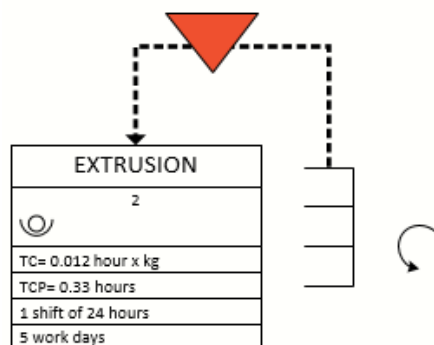 EXTRUSION
2
TC= 0.012 hour x kg
TCP= 0.33 hours
1 shift of 24 hours
5 work days